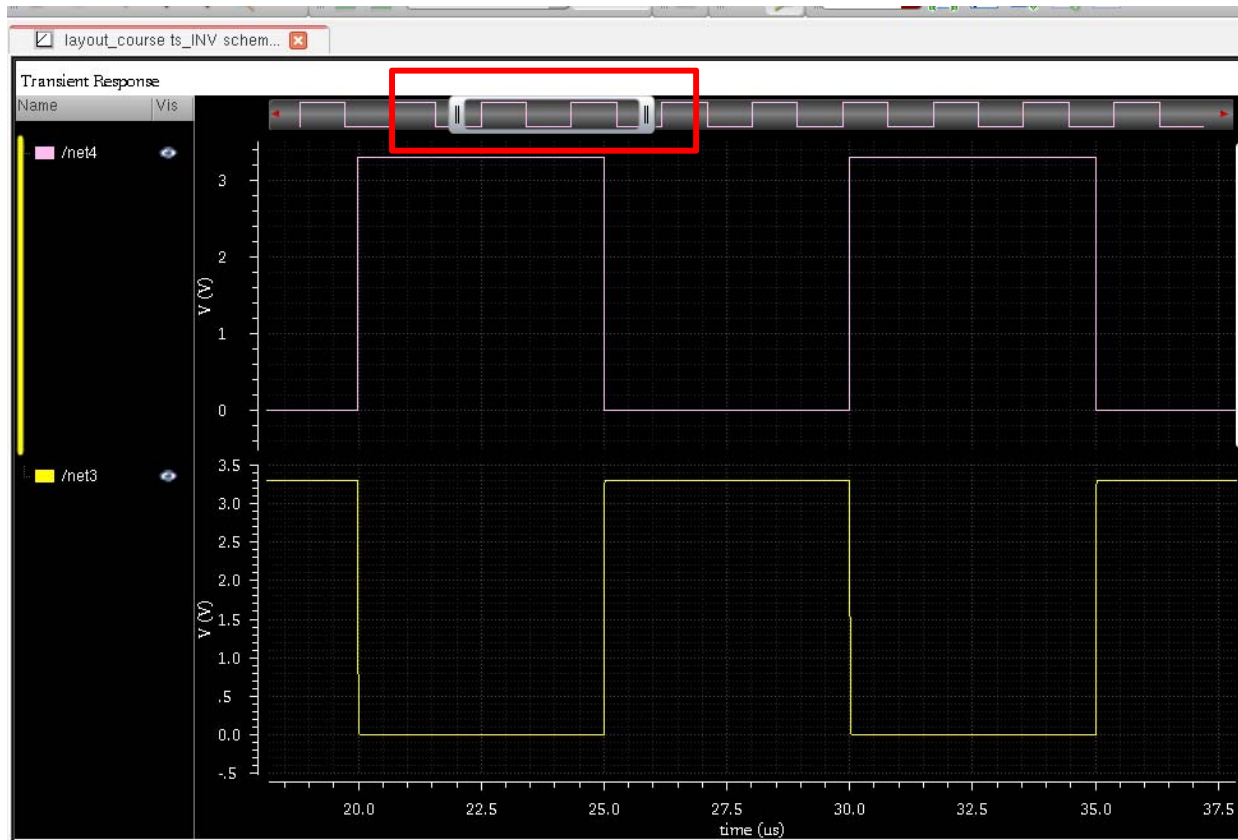 layout_course ts_INV schem...
Transient Response
Name Vis
/net4
3
2
V (V)
1
0
/net3
3.5
3.0
2.5
2.0
V (V)
1.5
1.0
.5
0.0
-.5
20.0 22.5 25.0 27.5 30.0 32.5 35.0 37.5
time (us)